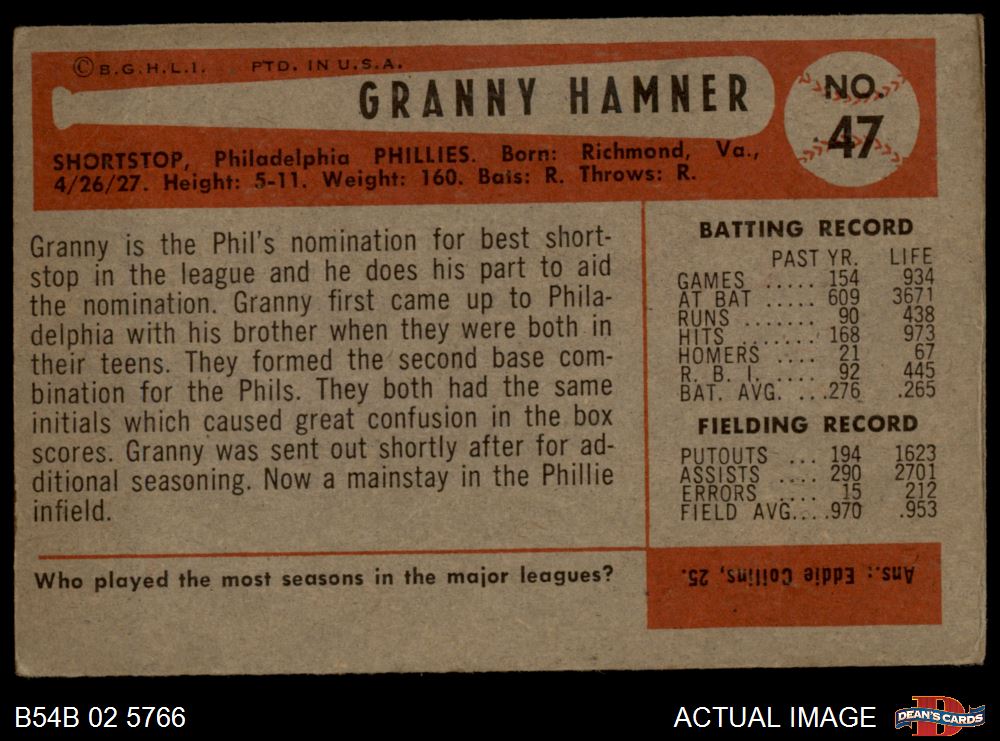 ©B.G.H.L.I. PTD. IN U.S.A.
GRANNY HAMNER
NO.
47
SHORTSTOP, Philadelphia PHILLIES. Born: Richmond, Va.,
4/26/27. Height: 5-11. Weight: 160. Bats: R. Throws: R.
Granny is the Phil's nomination for best short-
stop in the league and he does his part to aid
the nomination. Granny first came up to Phila-
delphia with his brother when they were both in
their teens. They formed the second base com-
bination for the Phils. They both had the same
initials which caused great confusion in the box
scores. Granny was sent out shortly after for ad-
ditional seasoning. Now a mainstay in the Phillie
infield.
BATTING RECORD
PAST YR. LIFE
GAMES ..... 154 934
AT BAT ..... 609 3671
RUNS ....... 90 438
HITS ........ 168 973
HOMERS .... 21 67
R. B. I. ..... 92 445
BAT. AVG. ... .276 .265
FIELDING RECORD
PUTOUTS ... 194 1623
ASSISTS .... 290 2701
ERRORS .... 15 212
FIELD AVG... .970 .953
Who played the most seasons in the major leagues?
Ans.: Eddie Collins, 25.
B54B 02 5766
ACTUAL IMAGE
D
DEAN'S CARDS